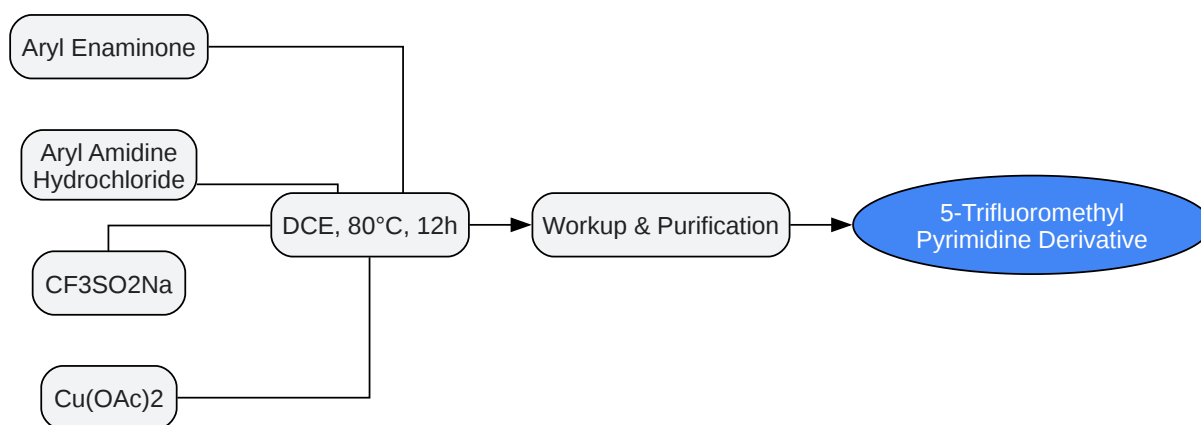 Aryl Enaminone
Aryl Amidine
Hydrochloride
CF3SO2Na
Cu(OAc)2
DCE, 80°C, 12h
Workup & Purification
5-Trifluoromethyl
Pyrimidine Derivative